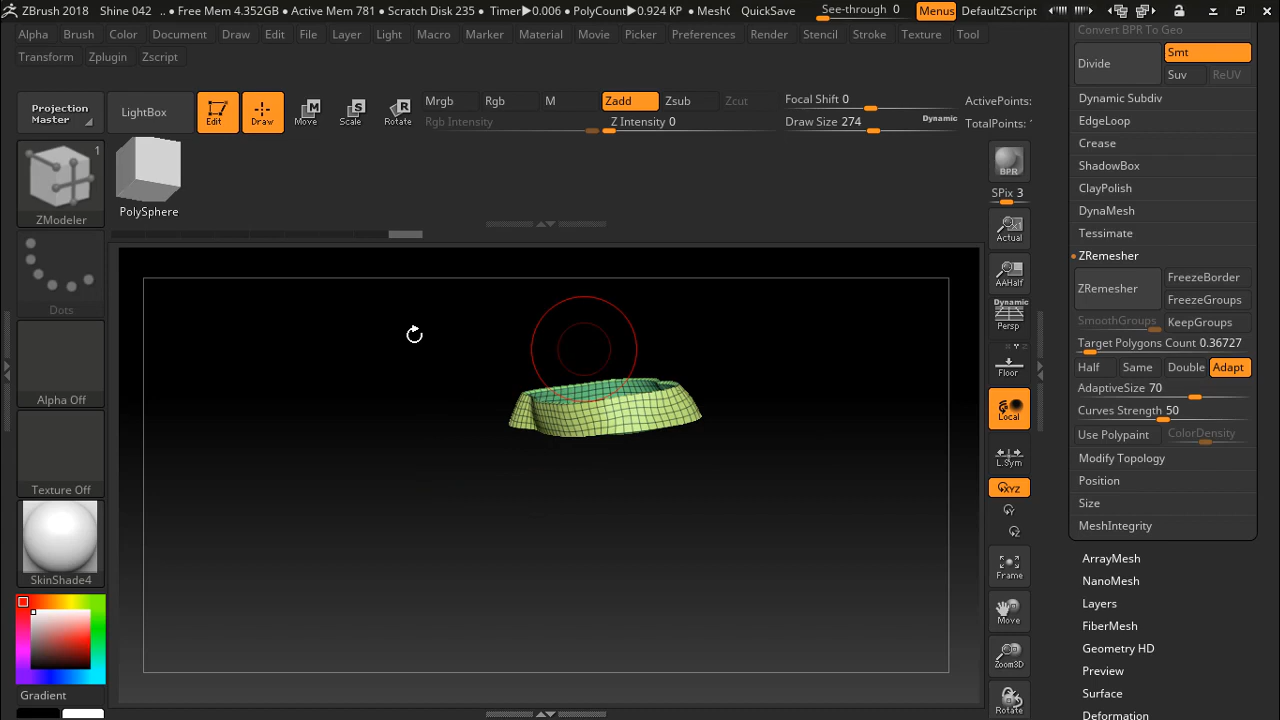 ZBrush 2018 Shine 042 .. • Free Mem 4.352GB • Active Mem 781 • Scratch Disk 235 • Timer▶0.006 • PolyCount▶0.924 KP • MeshC QuickSave See-through 0 Menus DefaultZScript
Alpha Brush Color Document Draw Edit File Layer Light Macro Marker Material Movie Picker Preferences Render Stencil Stroke Texture Tool
Transform Zplugin Zscript
Convert BPR To Geo
Divide Smt
Suv ReUV
Dynamic Subdiv
EdgeLoop
Crease
ShadowBox
ClayPolish
DynaMesh
Tessimate
ZRemesher
ZRemesher FreezeBorder
FreezeGroups
SmoothGroups KeepGroups
Target Polygons Count 0.36727
Half Same Double Adapt
AdaptiveSize 70
Curves Strength 50
Use Polypaint ColorDensity
Modify Topology
Position
Size
MeshIntegrity
ArrayMesh
NanoMesh
Layers
FiberMesh
Geometry HD
Preview
Surface
Deformation
Projection
Master
LightBox
Edit Draw Move Scale Rotate
Mrgb Rgb M Zadd Zsub Zcut
Rgb Intensity Z Intensity 0
Focal Shift 0
Draw Size 274 Dynamic
ActivePoints:
TotalPoints:
1
ZModeler
PolySphere
Dots
Alpha Off
Texture Off
SkinShade4
Gradient
BPR
SPix 3
Actual
AAHalf
Dynamic
Persp
Floor
Local
L.Sym
XYZ
Y
Z
Frame
Move
Zoom3D
Rotate